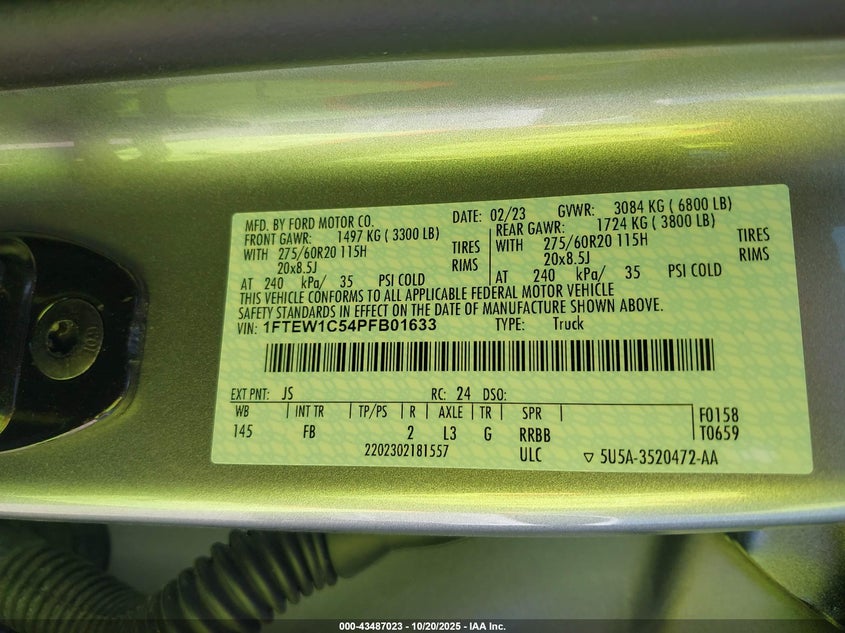 MFD. BY FORD MOTOR CO.
DATE: 02/23 GVWR: 3084 KG ( 6800 LB)
FRONT GAWR: 1497 KG ( 3300 LB)
WITH 275/60R20 115H TIRES
20x8.5J RIMS
AT 240 kPa/ 35 PSI COLD
REAR GAWR: 1724 KG ( 3800 LB)
WITH 275/60R20 115H TIRES
20x8.5J RIMS
AT 240 kPa/ 35 PSI COLD
THIS VEHICLE CONFORMS TO ALL APPLICABLE FEDERAL MOTOR VEHICLE
SAFETY STANDARDS IN EFFECT ON THE DATE OF MANUFACTURE SHOWN ABOVE.
VIN: 1FTEW1C54PFB01633 TYPE: Truck
EXT PNT: JS RC: 24 DSO:
WB INT TR TP/PS R AXLE TR SPR
145 FB 2 L3 G RRBB
F0158
T0659
2202302181557 ULC ▽ 5U5A-3520472-AA
000-43487023 - 10/20/2025 - IAA Inc.